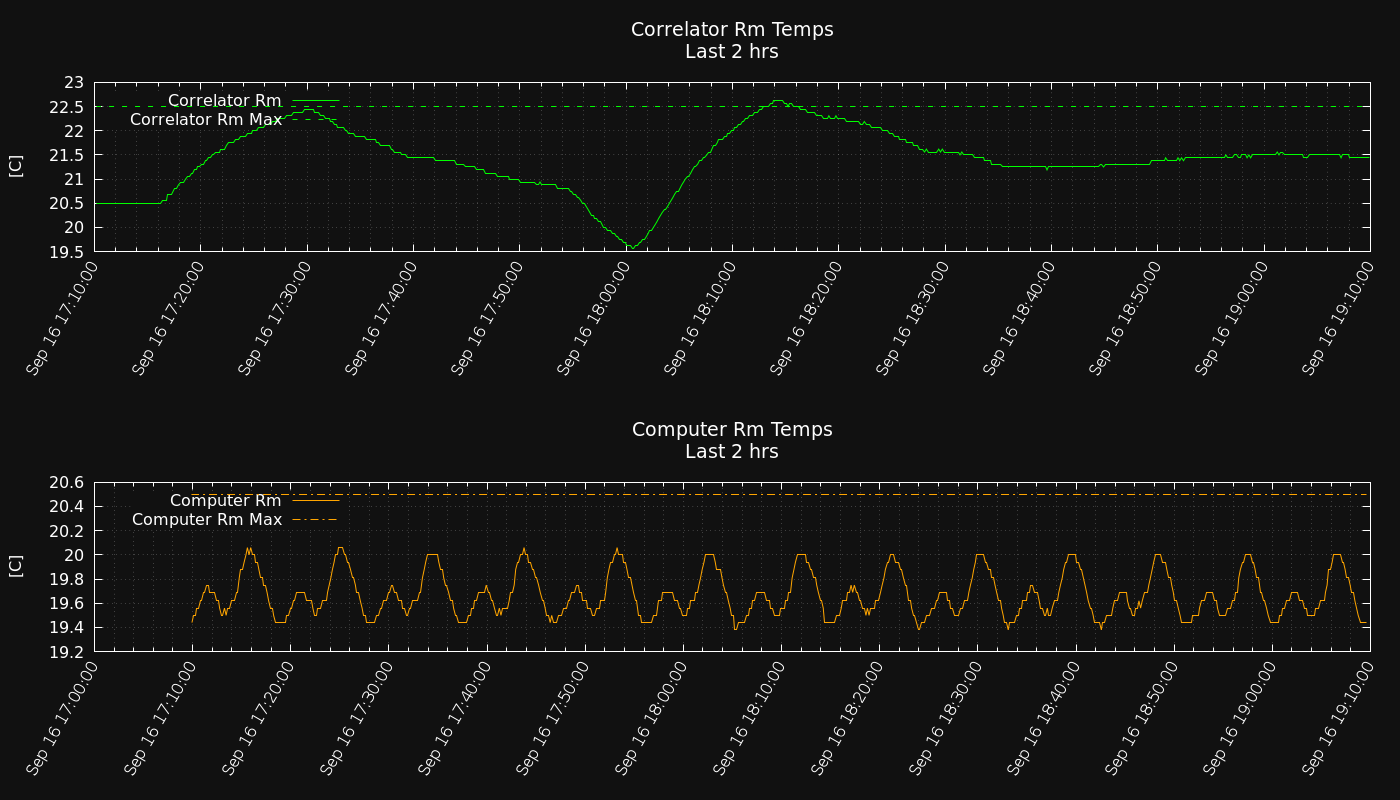 Correlator Rm Temps
Last 2 hrs
[C]
23
22.5
22
21.5
21
20.5
20
19.5
Correlator Rm
Correlator Rm Max
Sep 16 17:10:00
Sep 16 17:20:00
Sep 16 17:30:00
Sep 16 17:40:00
Sep 16 17:50:00
Sep 16 18:00:00
Sep 16 18:10:00
Sep 16 18:20:00
Sep 16 18:30:00
Sep 16 18:40:00
Sep 16 18:50:00
Sep 16 19:00:00
Sep 16 19:10:00
Computer Rm Temps
Last 2 hrs
[C]
20.6
20.4
20.2
20
19.8
19.6
19.4
19.2
Computer Rm
Computer Rm Max
Sep 16 17:00:00
Sep 16 17:10:00
Sep 16 17:20:00
Sep 16 17:30:00
Sep 16 17:40:00
Sep 16 17:50:00
Sep 16 18:00:00
Sep 16 18:10:00
Sep 16 18:20:00
Sep 16 18:30:00
Sep 16 18:40:00
Sep 16 18:50:00
Sep 16 19:00:00
Sep 16 19:10:00